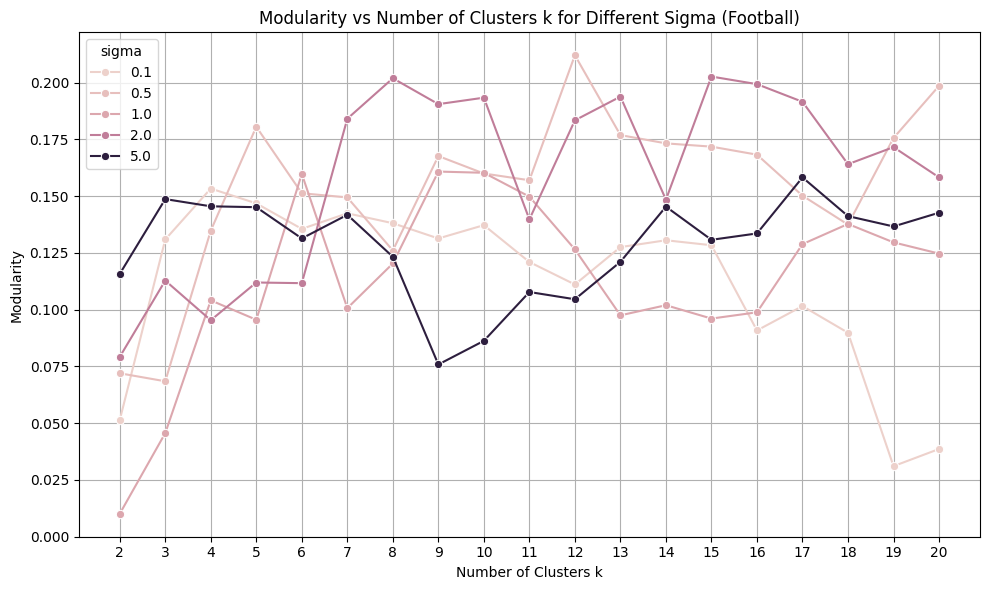 Modularity vs Number of Clusters k for Different Sigma (Football)
sigma
0.1
0.5
1.0
2.0
5.0
Modularity
0.200
0.175
0.150
0.125
0.100
0.075
0.050
0.025
0.000
2 3 4 5 6 7 8 9 10 11 12 13 14 15 16 17 18 19 20
Number of Clusters k